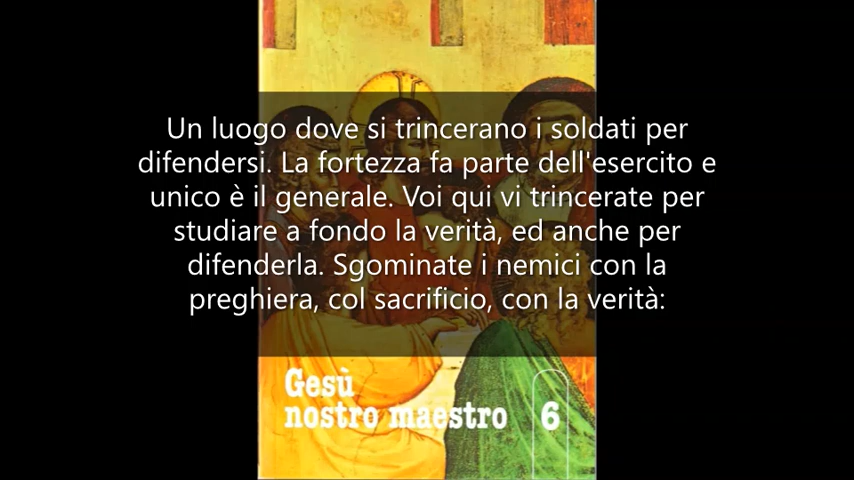 Un luogo dove si trincerano i soldati per
difendersi. La fortezza fa parte dell'esercito e
unico è il generale. Voi qui vi trincerate per
studiare a fondo la verità, ed anche per
difenderla. Sgominate i nemici con la
preghiera, col sacrificio, con la verità:
Gesù
nostro maestro 6